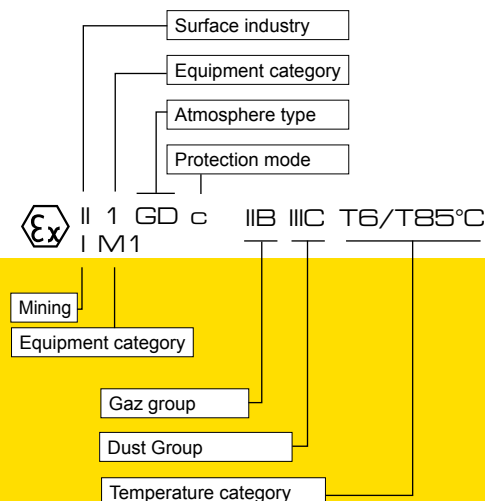 Surface industry
Equipment category
Atmosphere type
Protection mode
Ex II 1 GD c IIB IIIC T6/T85°C
I M1
Mining
Equipment category
Gaz group
Dust Group
Temperature category